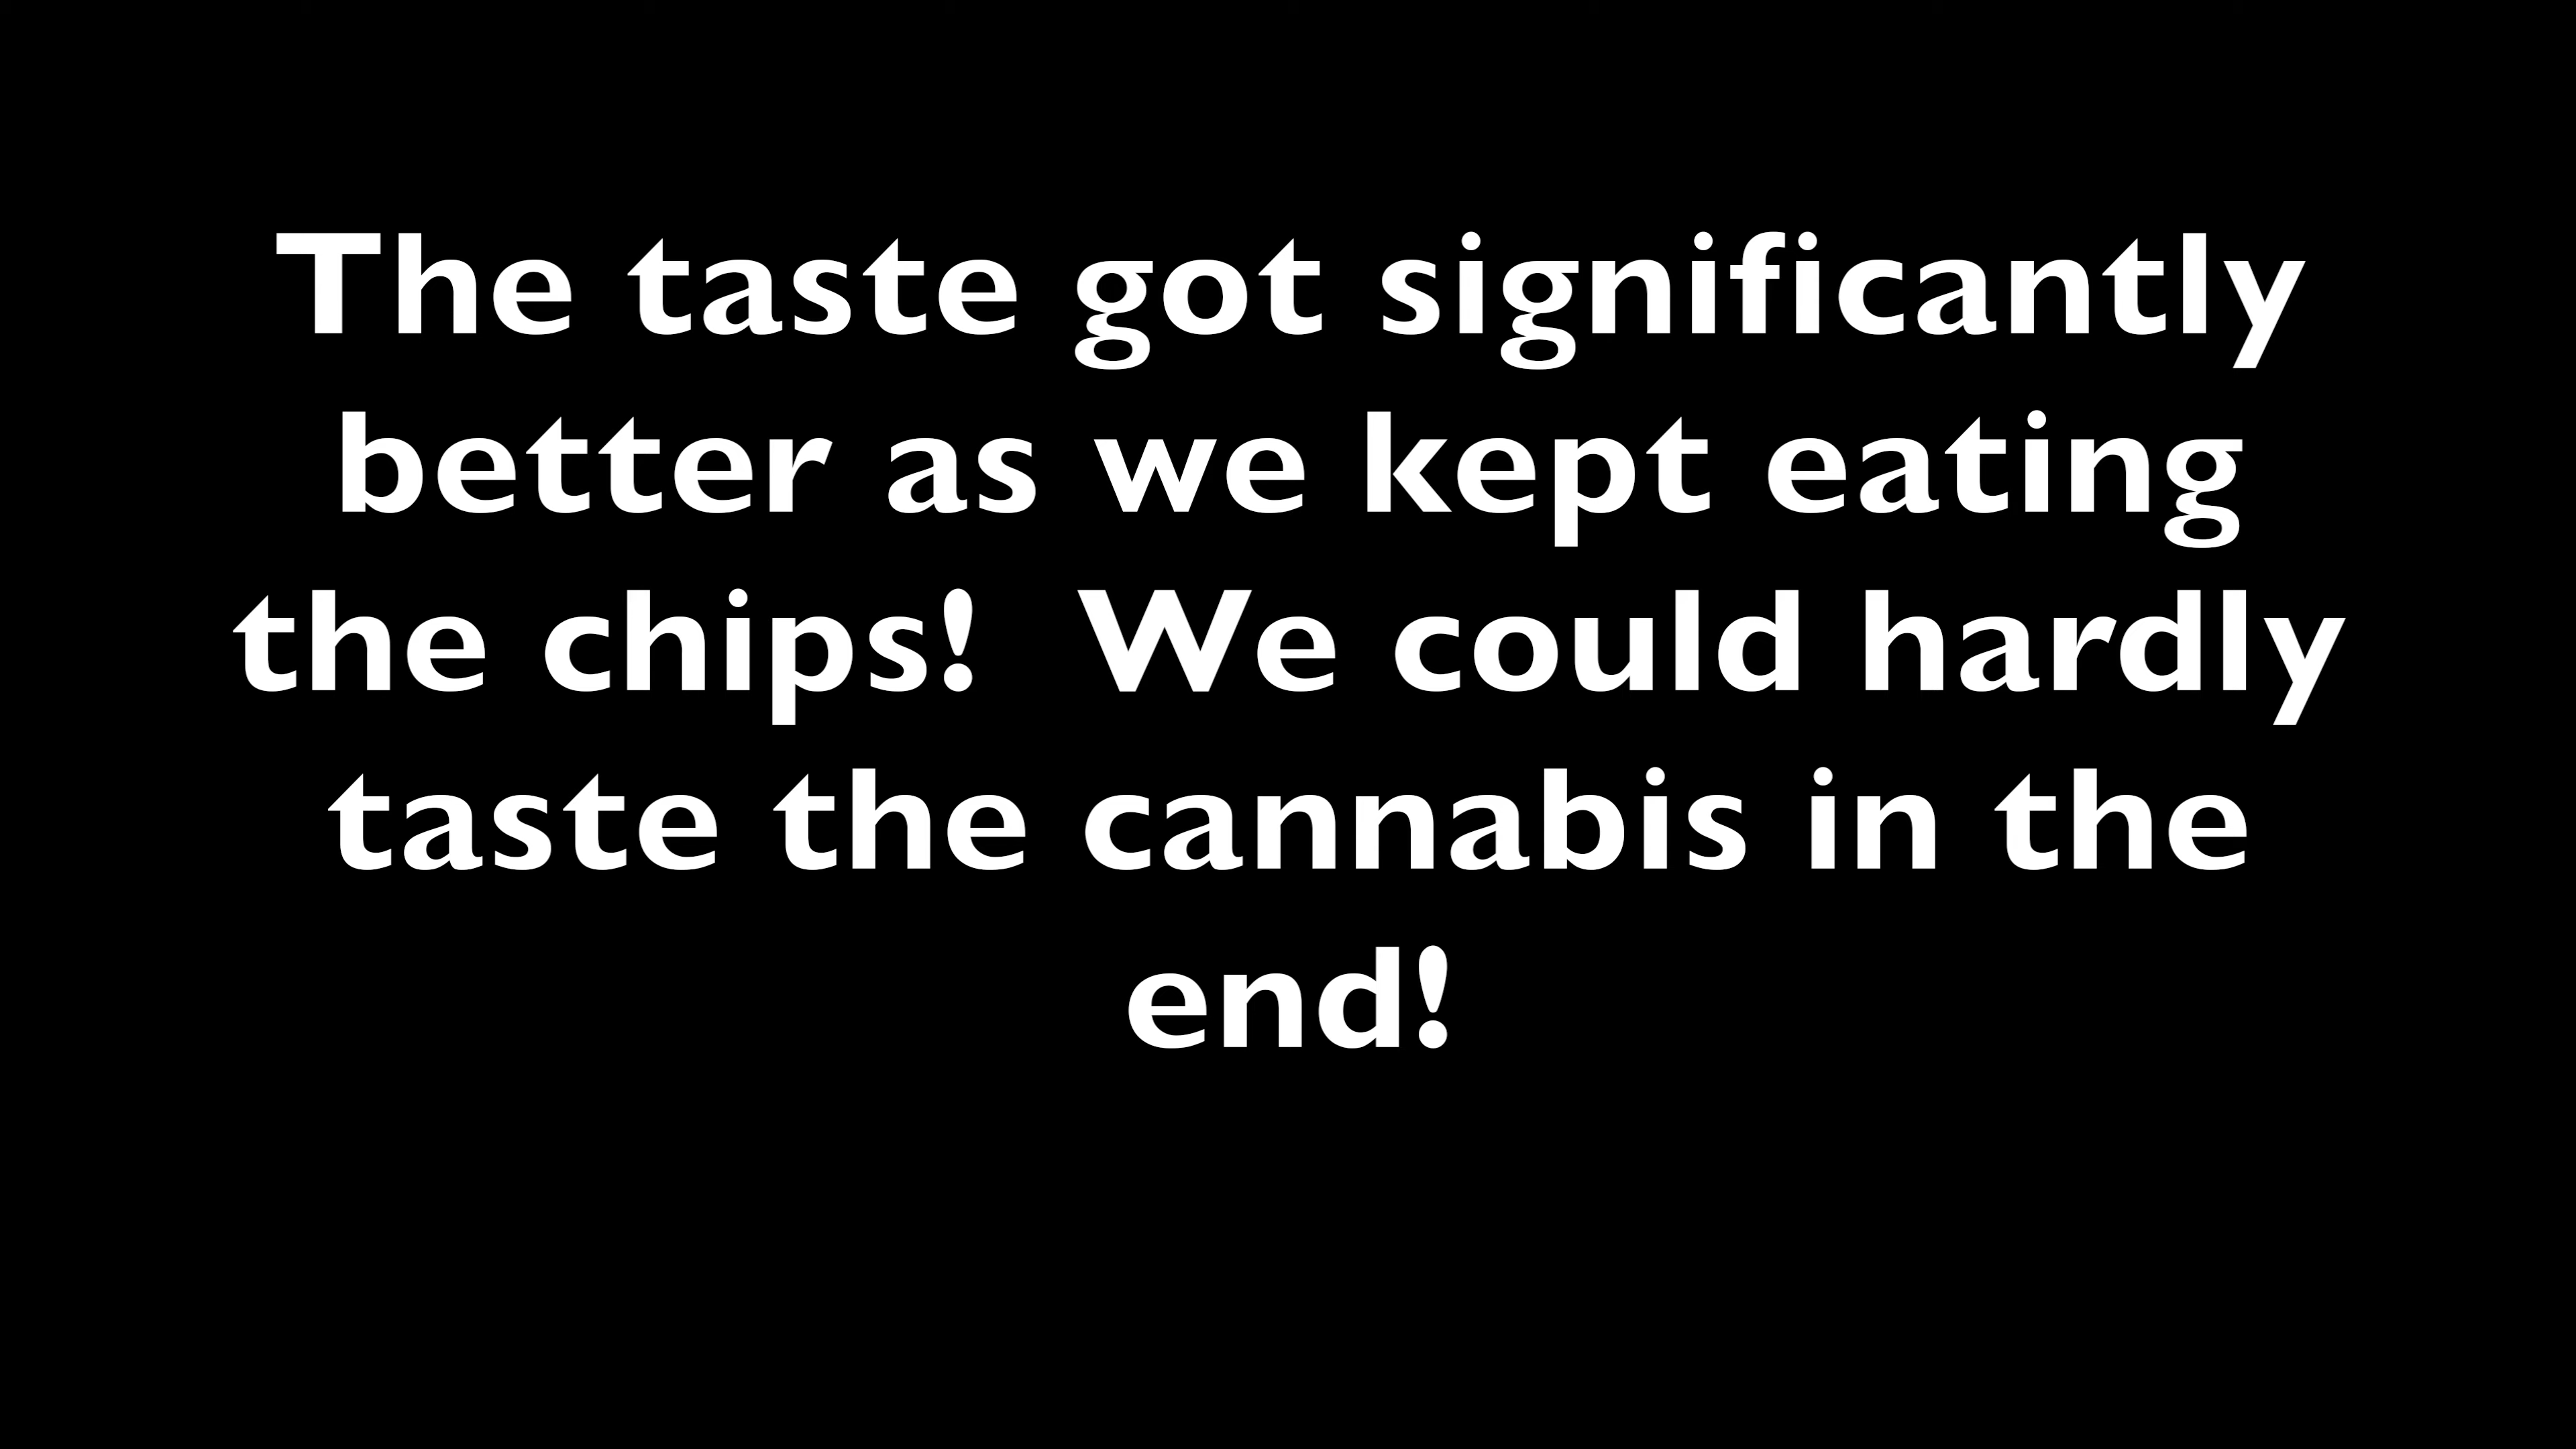 The taste got significantly
better as we kept eating
the chips!  We could hardly
taste the cannabis in the
end!